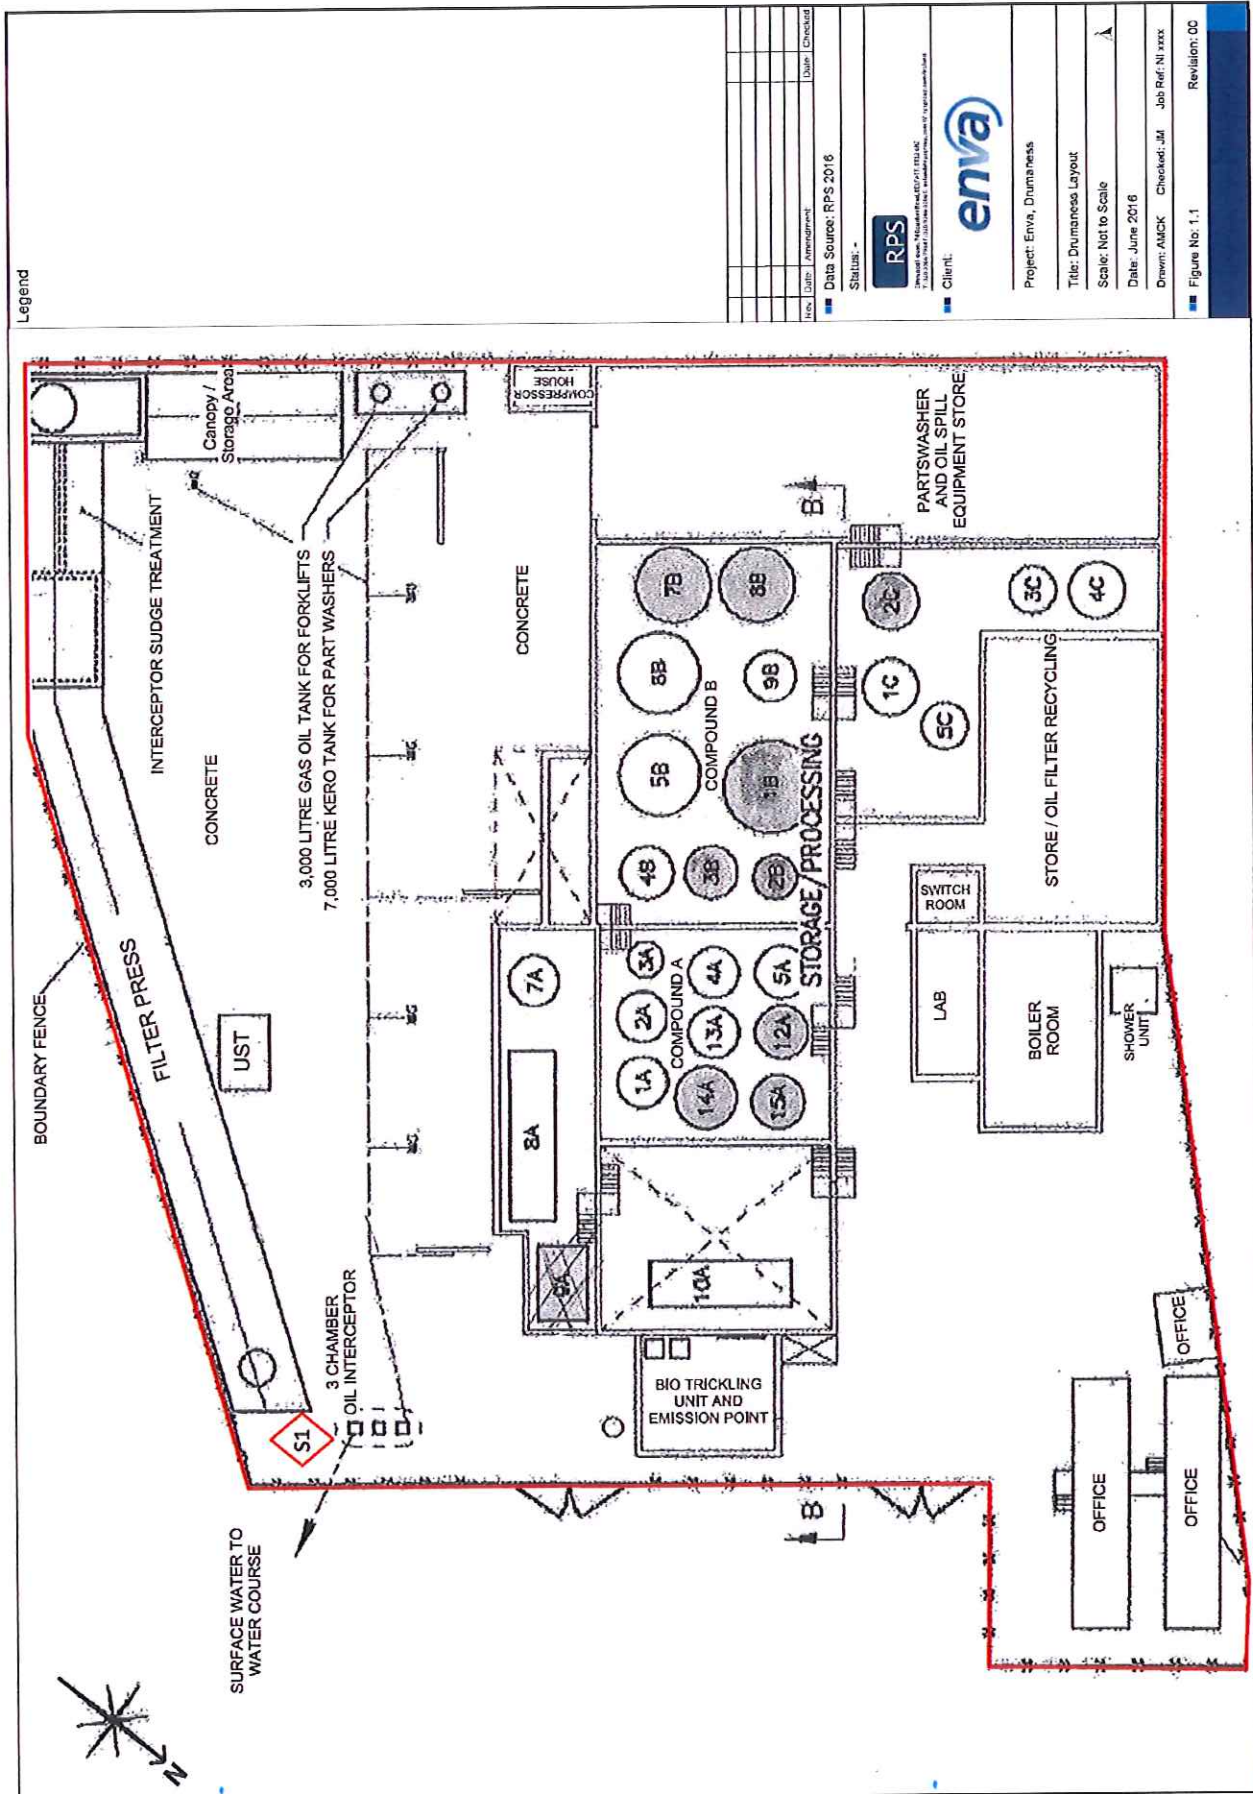 Legend
BOUNDARY FENCE
FILTER PRESS
UST
INTERCEPTOR SUDGE TREATMENT
Canopy /
Storage Area
CONCRETE
3,000 LITRE GAS OIL TANK FOR FORKLIFTS
7,000 LITRE KERO TANK FOR PART WASHERS
CONCRETE
COMPRESSOR
HOUSE
SURFACE WATER TO
WATER COURSE
S1
3 CHAMBER
OIL INTERCEPTOR
N
7A
8A
9A
10A
BIO TRICKLING
UNIT AND
EMISSION POINT
1A
2A
3A
COMPOUND A
14A
13A
4A
15A
12A
5A
STORAGE/PROCESSING
5B
7B
COMPOUND B
3B
2B
9B
B
B
PARTSWASHER
AND OIL SPILL
EQUIPMENT STORE
1C
2C
5C
3C
4C
STORE / OIL FILTER RECYCLING
SWITCH
ROOM
LAB
BOILER
ROOM
SHOWER
UNIT
OFFICE
OFFICE
OFFICE
Rev Date Amendment Date Checked
Data Source: RPS 2016
Status: -
RPS
Client:
enva
Project: Enva, Drumaness
Title: Drumaness Layout
Scale: Not to Scale
Date: June 2016
Drawn: AMCK Checked: JM Job Ref: NI xxxx
Figure No: 1.1 Revision: 00